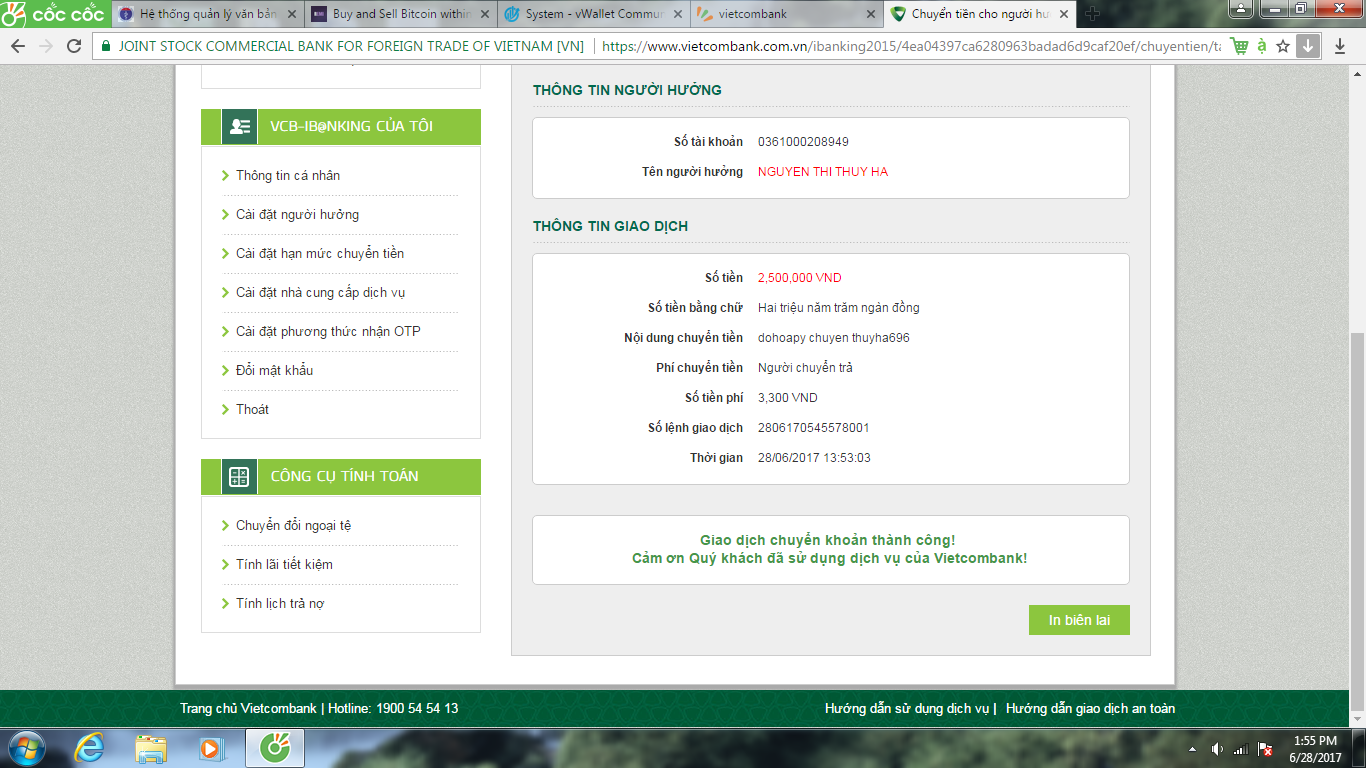 cốc cốc
Hệ thống quản lý văn bản
Buy and Sell Bitcoin within
System - vWallet Commun
vietcombank
Chuyển tiền cho người hư
JOINT STOCK COMMERCIAL BANK FOR FOREIGN TRADE OF VIETNAM [VN]
https://www.vietcombank.com.vn/ibanking2015/4ea04397ca6280963badad6d9caf20ef/chuyentien/ta
VCB-IB@NKING CỦA TÔI
Thông tin cá nhân
Cài đặt người hưởng
Cài đặt hạn mức chuyển tiền
Cài đặt nhà cung cấp dịch vụ
Cài đặt phương thức nhận OTP
Đổi mật khẩu
Thoát
CÔNG CỤ TÍNH TOÁN
Chuyển đổi ngoại tệ
Tính lãi tiết kiệm
Tính lịch trả nợ
THÔNG TIN NGƯỜI HƯỞNG
Số tài khoản 0361000208949
Tên người hưởng NGUYEN THI THUY HA
THÔNG TIN GIAO DỊCH
Số tiền 2,500,000 VND
Số tiền bằng chữ Hai triệu năm trăm ngàn đồng
Nội dung chuyển tiền dohoapy chuyen thuyha696
Phí chuyển tiền Người chuyển trả
Số tiền phí 3,300 VND
Số lệnh giao dịch 2806170545578001
Thời gian 28/06/2017 13:53:03
Giao dịch chuyển khoản thành công!
Cảm ơn Quý khách đã sử dụng dịch vụ của Vietcombank!
In biên lai
Trang chủ Vietcombank | Hotline: 1900 54 54 13
Hướng dẫn sử dụng dịch vụ | Hướng dẫn giao dịch an toàn
1:55 PM
6/28/2017